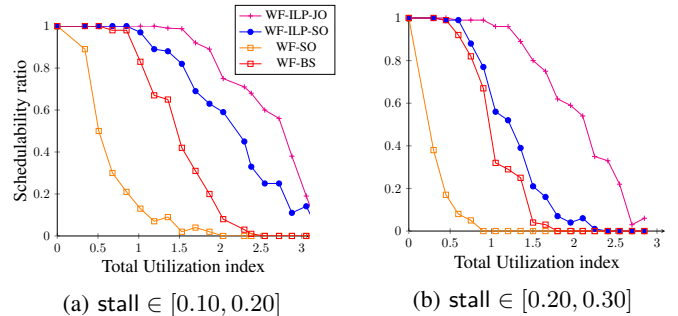 WF-ILP-JO
WF-ILP-SO
WF-SO
WF-BS
Schedulability ratio
1
0.8
0.6
0.4
0.2
0
0 0.5 1 1.5 2 2.5 3
Total Utilization index
(a) stall ∈ [0.10, 0.20]
1
0.8
0.6
0.4
0.2
0
0 0.5 1 1.5 2 2.5 3
Total Utilization index
(b) stall ∈ [0.20, 0.30]